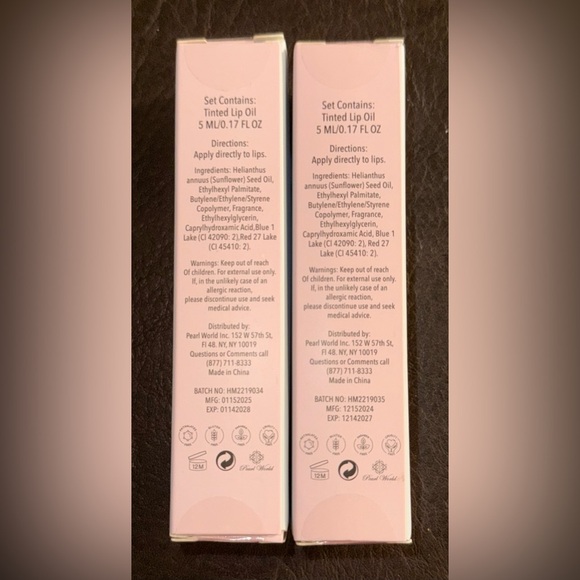 Set Contains:
Tinted Lip Oil
5 ML/0.17 FL OZ
Directions:
Apply directly to lips.
Ingredients: Helianthus
annuus (Sunflower) Seed Oil,
Ethylhexyl Palmitate,
Butylene/Ethylene/Styrene
Copolymer, Fragrance,
Ethylhexylglycerin,
Caprylhydroxamic Acid,Blue 1
Lake (CI 42090: 2),Red 27 Lake
(CI 45410: 2).
Warnings: Keep out of reach
Of children. For external use only.
If, in the unlikely case of an
allergic reaction,
please discontinue use and seek
medical advice.
Distributed by:
Pearl World Inc. 152 W 57th St,
Fl 48. NY, NY 10019
Questions or Comments call
(877) 711-8333
Made in China
BATCH NO: HM2219034
MFG: 01152025
EXP: 01142028
12M
Pearl World
Set Contains:
Tinted Lip Oil
5 ML/0.17 FL OZ
Directions:
Apply directly to lips.
Ingredients: Helianthus
annuus (Sunflower) Seed Oil,
Ethylhexyl Palmitate,
Butylene/Ethylene/Styrene
Copolymer, Fragrance,
Ethylhexylglycerin,
Caprylhydroxamic Acid, Blue 1
Lake (CI 42090: 2), Red 27
Lake (CI 45410: 2).
Warnings: Keep out of reach
Of children. For external use only.
If, in the unlikely case of an
allergic reaction,
please discontinue use and seek
medical advice.
Distributed by:
Pearl World Inc. 152 W 57th St,
Fl 48. NY, NY 10019
Questions or Comments call
(877) 711-8333
Made in China
BATCH NO: HM2219035
MFG: 12152024
EXP: 12142027
12M
Pearl World